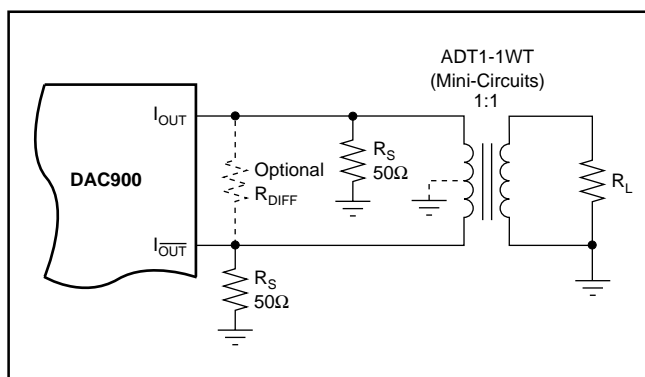 ADT1-1WT
(Mini-Circuits)
1:1
IOUT
Optional
RDIFF
RS
50Ω
DAC900
RL
IOUT
RS
50Ω